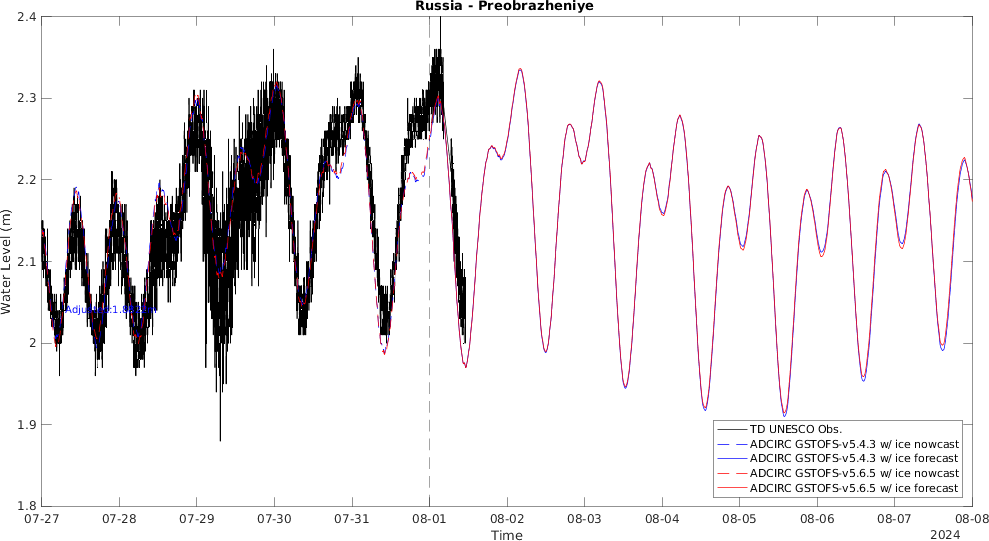 Russia - Preobrazheniye
2.4
2.3
2.2
2.1
2
1.9
1.8
Water Level (m)
07-27
07-28
07-29
07-30
07-31
08-01
08-02
08-03
08-04
08-05
08-06
08-07
08-08
Time
2024
TD UNESCO Obs.
ADCIRC GSTOFS-v5.4.3 w/ ice nowcast
ADCIRC GSTOFS-v5.4.3 w/ ice forecast
ADCIRC GSTOFS-v5.6.5 w/ ice nowcast
ADCIRC GSTOFS-v5.6.5 w/ ice forecast